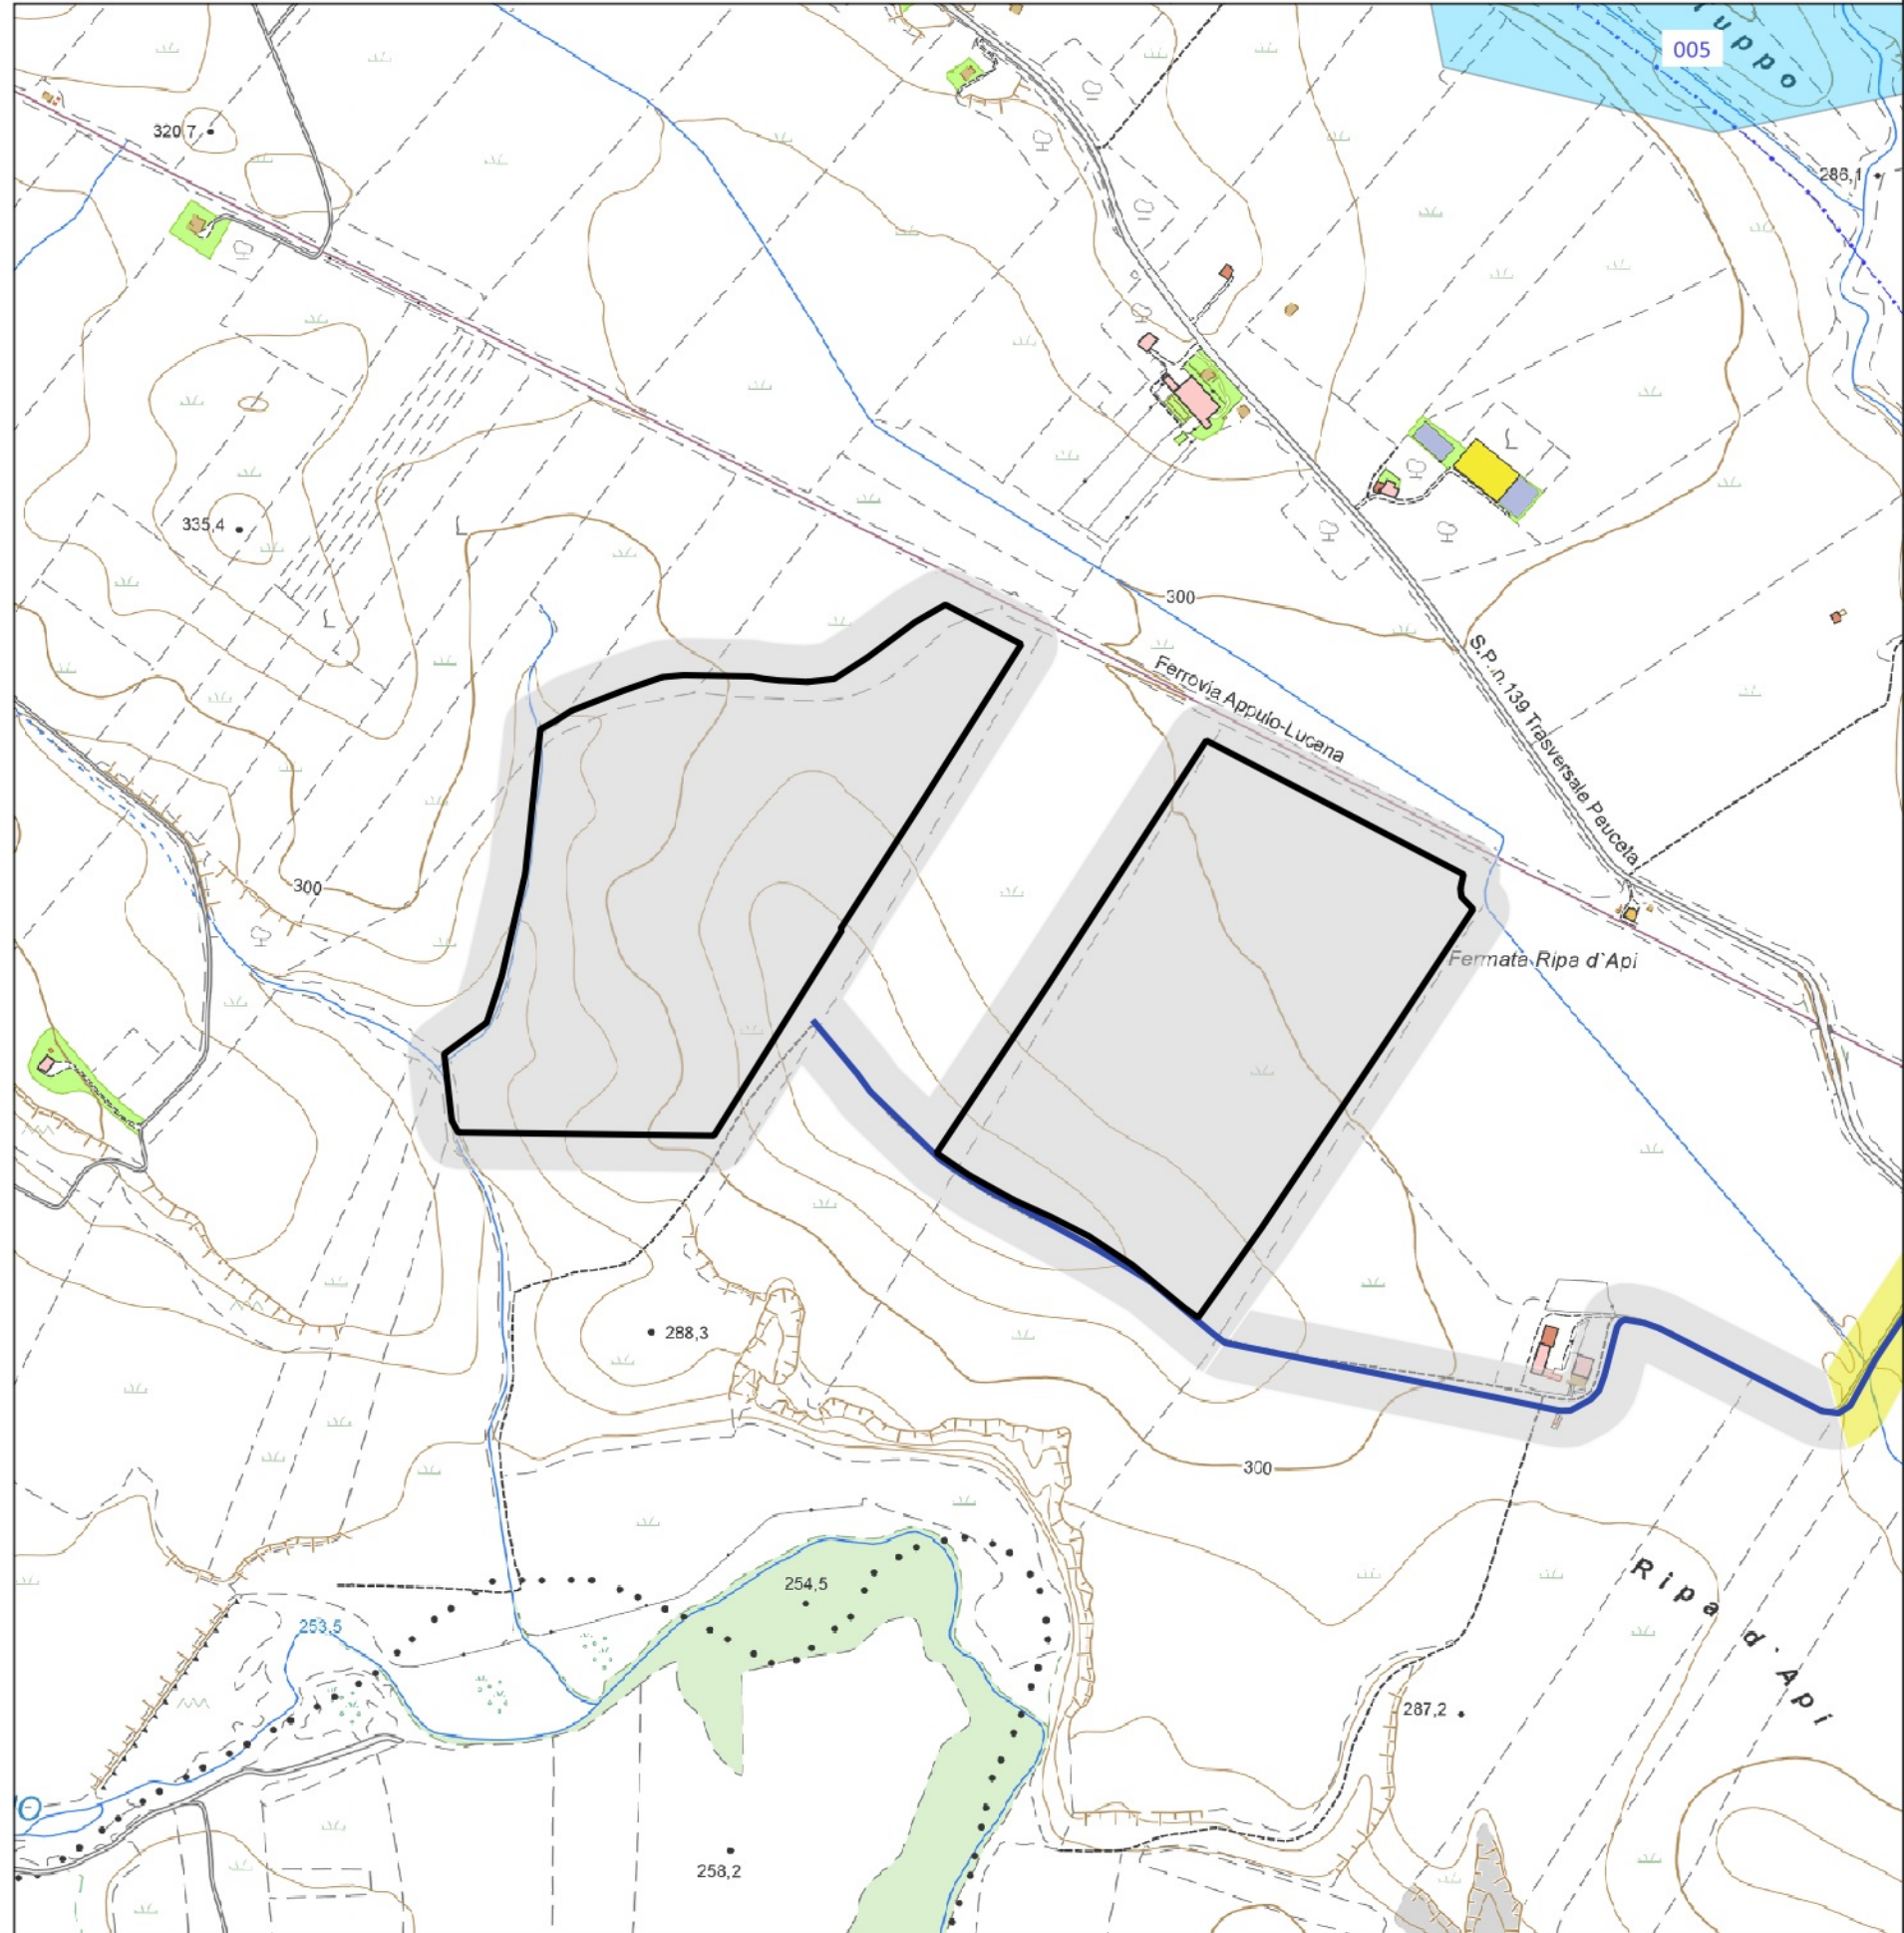 uppo
005
320,7
286,1
335,4
300
Ferrovia Appulo-Lucana
S.P.n.139 Trasversale Peuceta
300
Fermata Ripa d`Api
288,3
300
254,5
253,5
Ripa d`Api
287,2
O
258,2